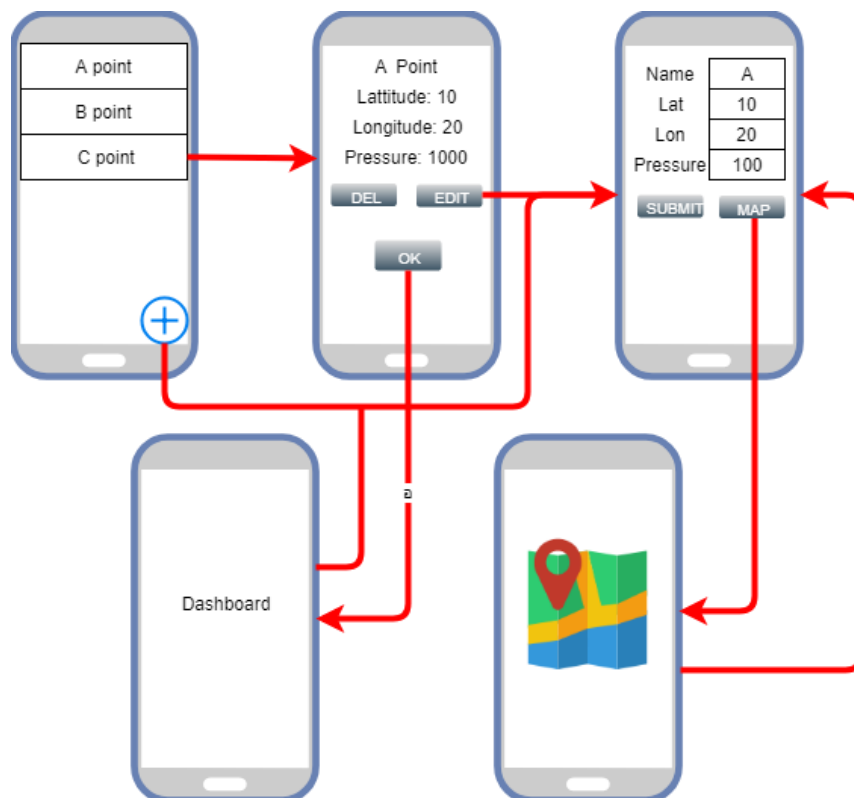 A point
B point
C point
A Point
Lattitude: 10
Longitude: 20
Pressure: 1000
DEL EDIT
OK
Name A
Lat 10
Lon 20
Pressure 100
SUBMIT MAP
Dashboard